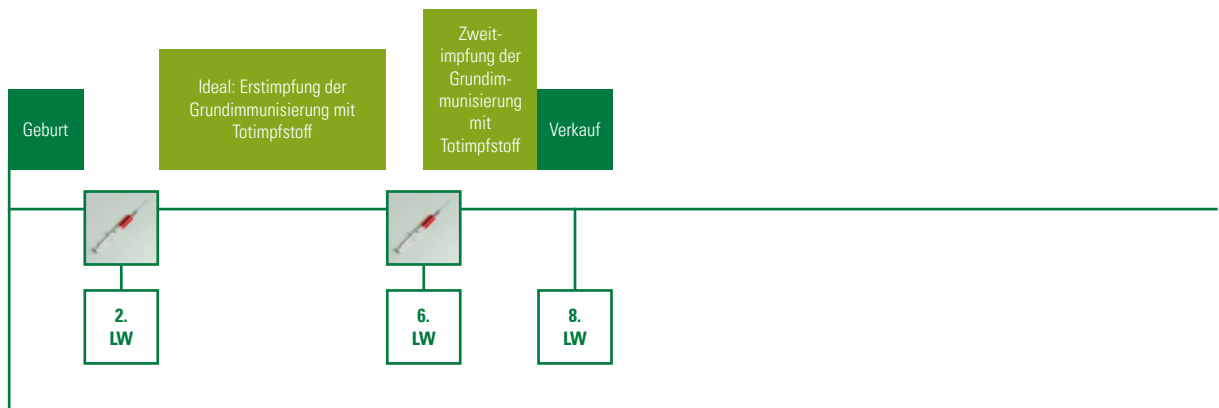 Geburt
Ideal: Erstimpfung der
Grundimmunisierung mit
Totimpfstoff
Zweit-
impfung der
Grundim-
munisierung
mit
Totimpfstoff
Verkauf
2.
LW
6.
LW
8.
LW